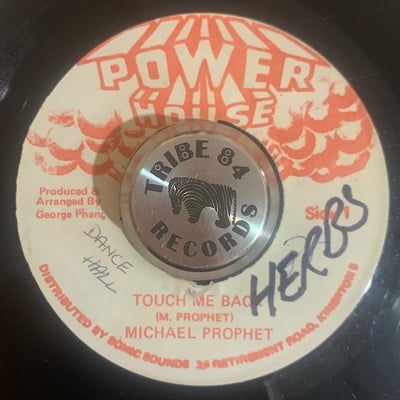 POWER
HOUSE
TRIBE 84
RECORDS
Produced &
Arranged By
George Phang
Side 1
DANCE
HALL
HERBS
TOUCH ME BACK
(M. PROPHET)
MICHAEL PROPHET
DISTRIBUTED BY SONIC SOUNDS 25 RETIREMENT ROAD, KINGSTON 5